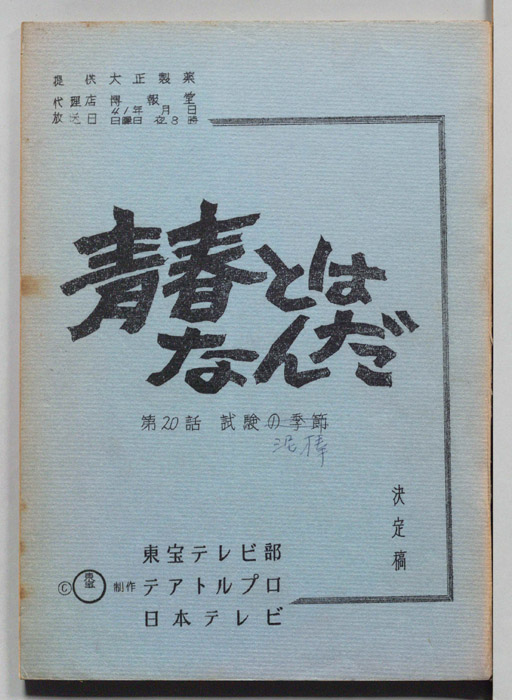 提供 大正製薬
代理店 博報堂
放送日 41年 月 日
日曜日 夜8時
青春とは
なんだ
第20話 試験の季節
泥棒
決定稿
東宝テレビ部
© 東宝 制作 テアトルプロ
日本テレビ